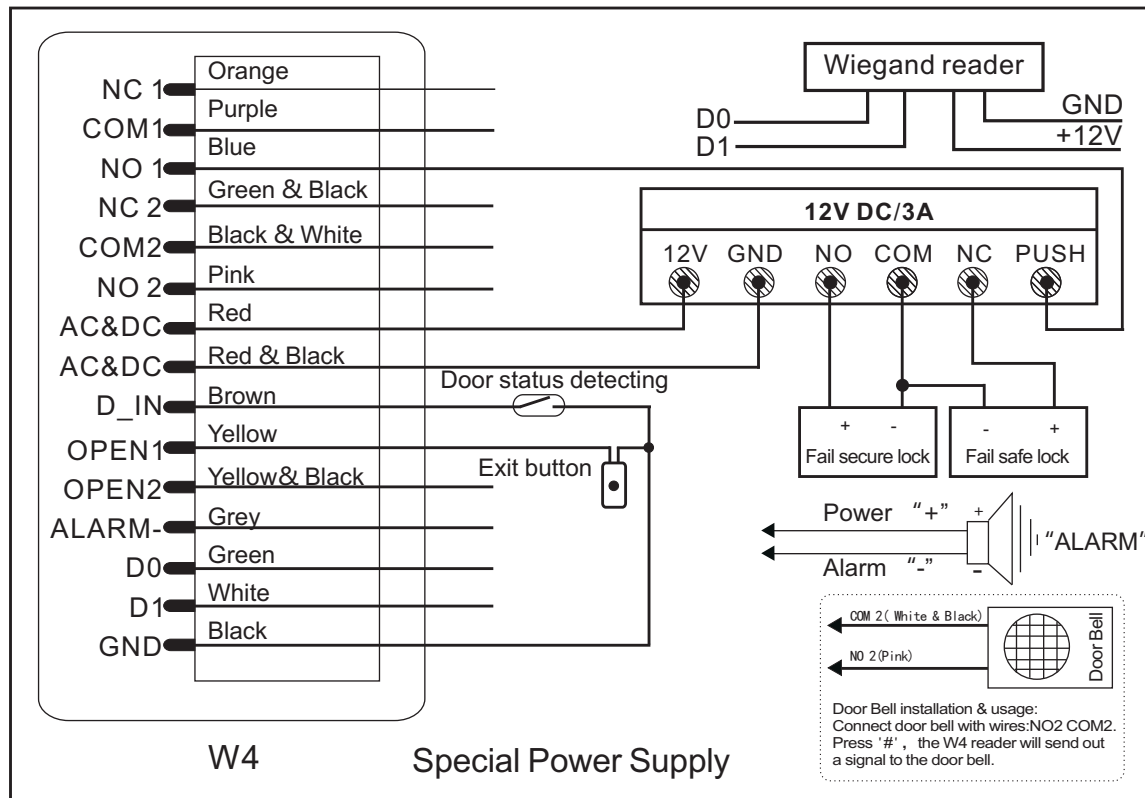 NC 1 Orange
COM1 Purple
NO 1 Blue
NC 2 Green & Black
COM2 Black & White
NO 2 Pink
AC&DC Red
AC&DC Red & Black
D_IN Brown
OPEN1 Yellow
OPEN2 Yellow& Black
ALARM- Grey
D0 Green
D1 White
GND Black
W4
Special Power Supply
Door status detecting
Exit button
Wiegand reader
D0
D1
GND
+12V
12V DC/3A
12V GND NO COM NC PUSH
+ - - +
Fail secure lock Fail safe lock
Power “+” +
“ALARM”
Alarm “-” -
COM 2( White & Black)
NO 2(Pink)
Door Bell
Door Bell installation & usage:
Connect door bell with wires:NO2 COM2.
Press '#', the W4 reader will send out
a signal to the door bell.